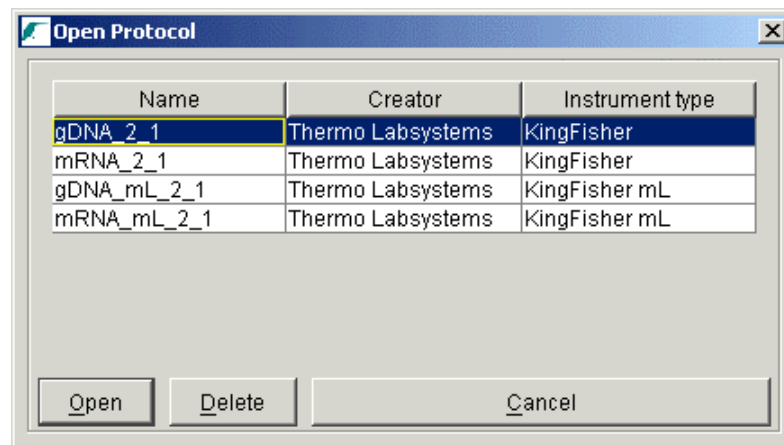 Open Protocol
Name Creator Instrument type
gDNA_2_1 Thermo Labsystems KingFisher
mRNA_2_1 Thermo Labsystems KingFisher
gDNA_mL_2_1 Thermo Labsystems KingFisher mL
mRNA_mL_2_1 Thermo Labsystems KingFisher mL
Open Delete Cancel